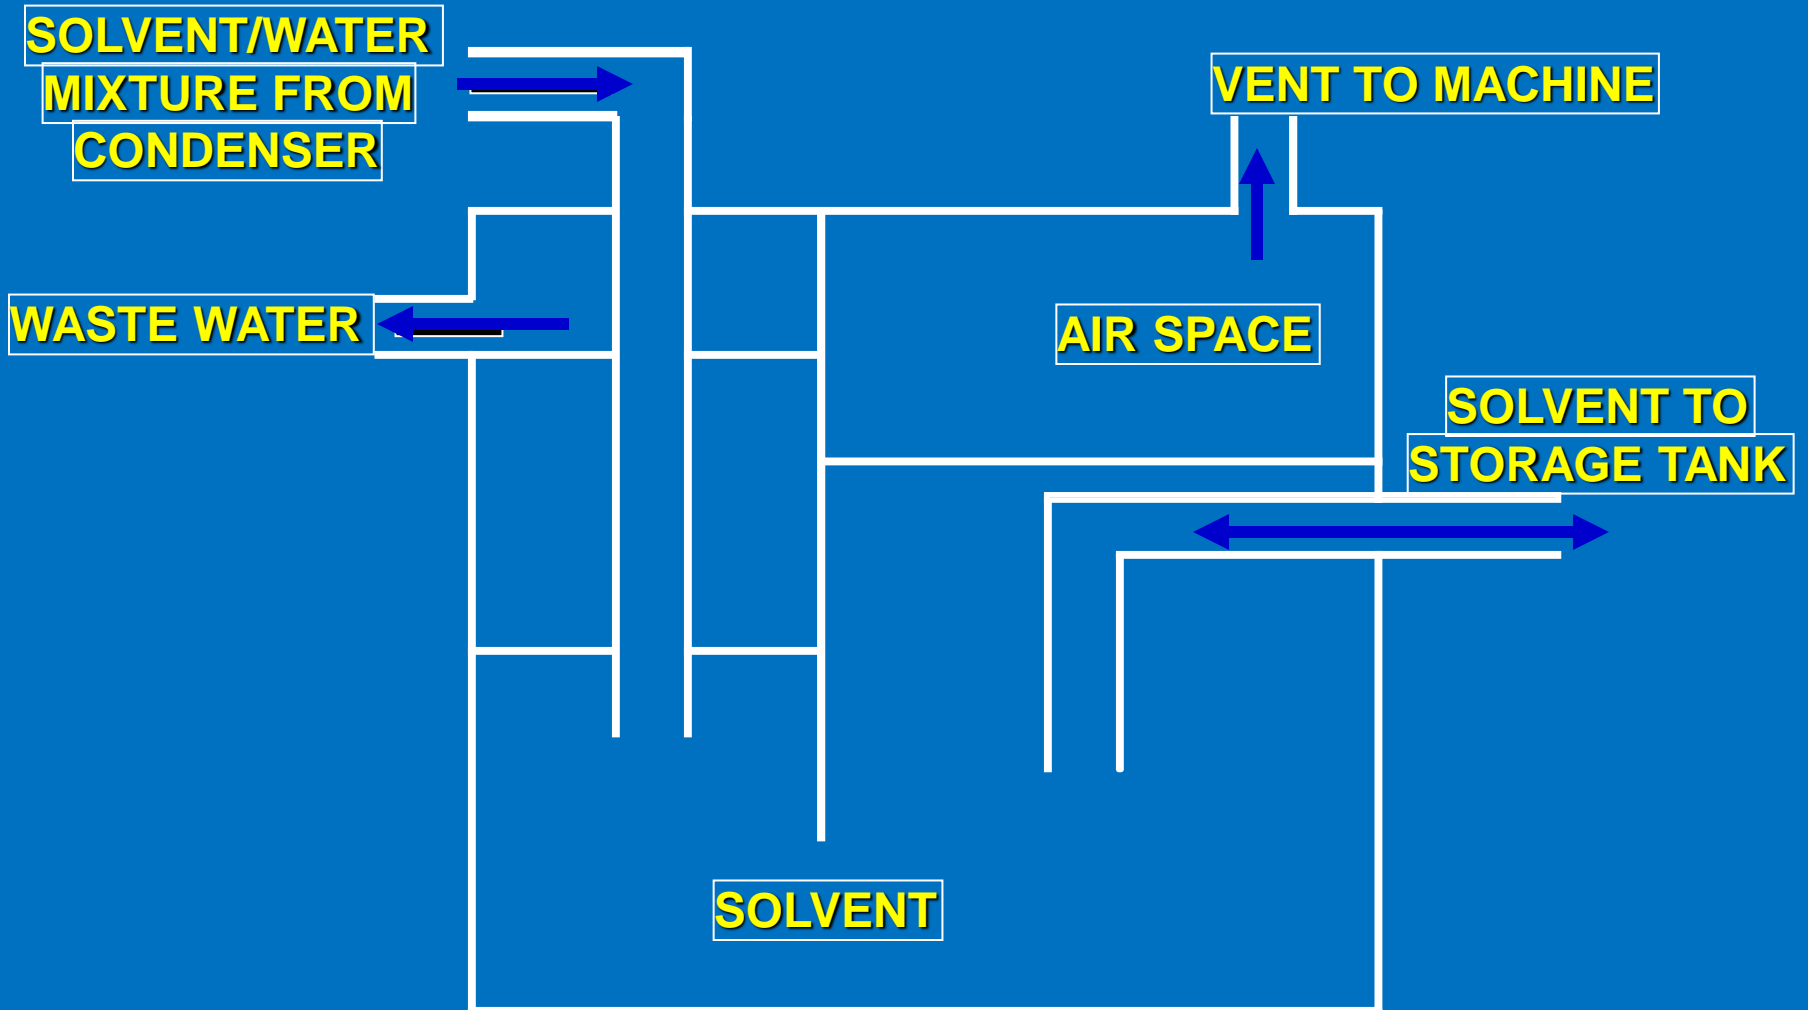 SOLVENT/WATER
MIXTURE FROM
CONDENSER
VENT TO MACHINE
WASTE WATER
AIR SPACE
SOLVENT TO
STORAGE TANK
SOLVENT